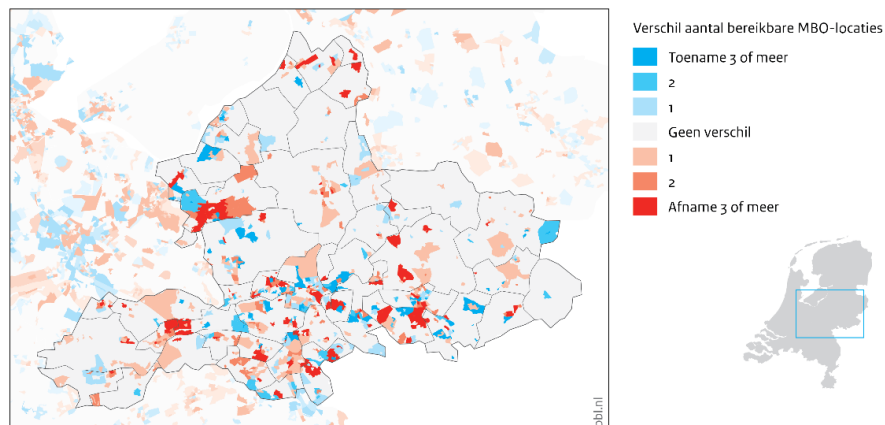 Verschil aantal bereikbare MBO-locaties
Toename 3 of meer
2
1
Geen verschil
1
2
Afname 3 of meer
pbl.nl